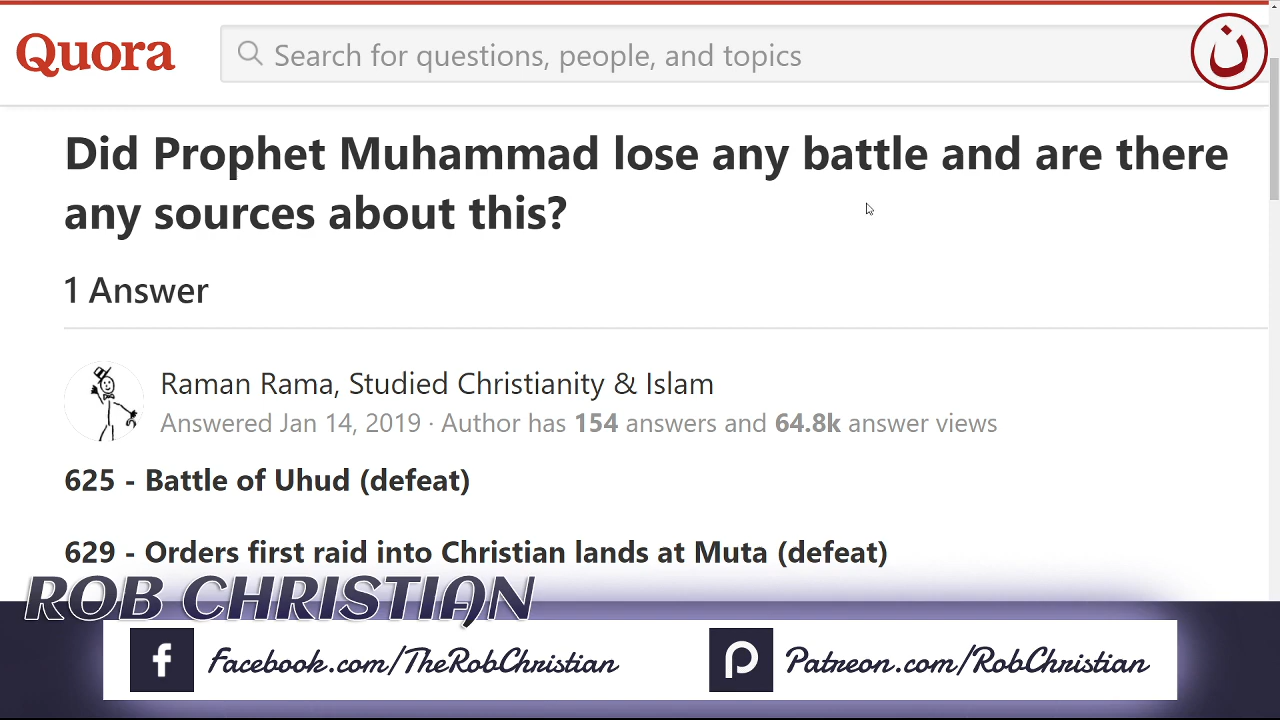 Quora
Search for questions, people, and topics
ن
Did Prophet Muhammad lose any battle and are there
any sources about this?
1 Answer
Raman Rama, Studied Christianity & Islam
Answered Jan 14, 2019 · Author has 154 answers and 64.8k answer views
625 - Battle of Uhud (defeat)
629 - Orders first raid into Christian lands at Muta (defeat)
ROB CHRISTIAN
f Facebook.com/TheRobChristian
Patreon.com/RobChristian